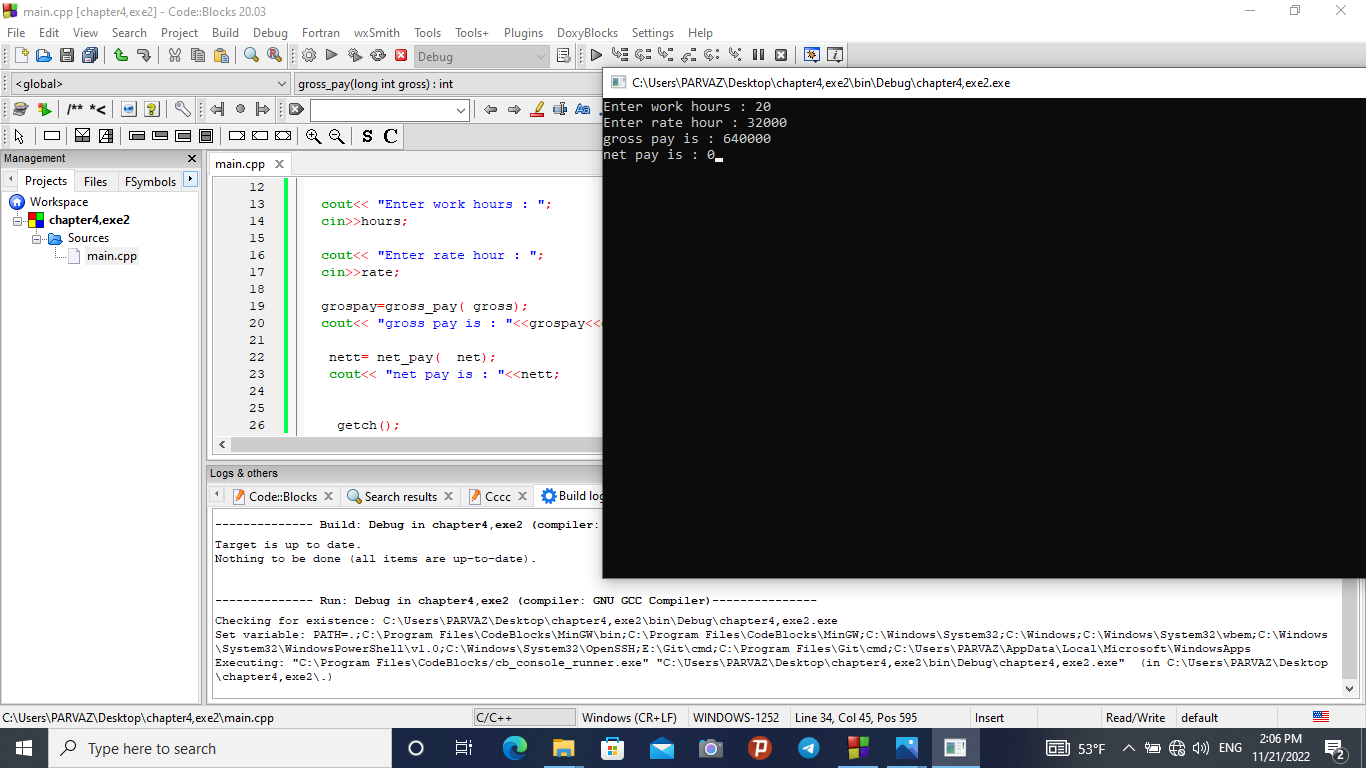 main.cpp [chapter4,exe2] - Code::Blocks 20.03
File Edit View Search Project Build Debug Fortran wxSmith Tools Tools+ Plugins DoxyBlocks Settings Help
Debug
<global>
gross_pay(long int gross) : int
/** *<
S C
Management
Projects Files FSymbols
Workspace
chapter4,exe2
Sources
main.cpp
main.cpp
12
13 cout<< "Enter work hours : ";
14 cin>>hours;
15
16 cout<< "Enter rate hour : ";
17 cin>>rate;
18
19 grospay=gross_pay( gross);
20 cout<< "gross pay is : "<<grospay<<
21
22 nett= net_pay(  net);
23 cout<< "net pay is : "<<nett;
24
25
26 getch();
C:\Users\PARVAZ\Desktop\chapter4,exe2\bin\Debug\chapter4,exe2.exe
Enter work hours : 20
Enter rate hour : 32000
gross pay is : 640000
net pay is : 0
Logs & others
Code::Blocks Search results Cccc Build log
-------------- Build: Debug in chapter4,exe2 (compiler:
Target is up to date.
Nothing to be done (all items are up-to-date).
-------------- Run: Debug in chapter4,exe2 (compiler: GNU GCC Compiler)---------------
Checking for existence: C:\Users\PARVAZ\Desktop\chapter4,exe2\bin\Debug\chapter4,exe2.exe
Set variable: PATH=.;C:\Program Files\CodeBlocks\MinGW\bin;C:\Program Files\CodeBlocks\MinGW;C:\Windows\System32;C:\Windows;C:\Windows\System32\wbem;C:\Windows
\System32\WindowsPowerShell\v1.0;C:\Windows\System32\OpenSSH;E:\Git\cmd;C:\Program Files\Git\cmd;C:\Users\PARVAZ\AppData\Local\Microsoft\WindowsApps
Executing: "C:\Program Files\CodeBlocks/cb_console_runner.exe" "C:\Users\PARVAZ\Desktop\chapter4,exe2\bin\Debug\chapter4,exe2.exe"  (in C:\Users\PARVAZ\Desktop
\chapter4,exe2\.)
C:\Users\PARVAZ\Desktop\chapter4,exe2\main.cpp C/C++ Windows (CR+LF) WINDOWS-1252 Line 34, Col 45, Pos 595 Insert Read/Write default
Type here to search
53°F ENG
2:06 PM
11/21/2022
2